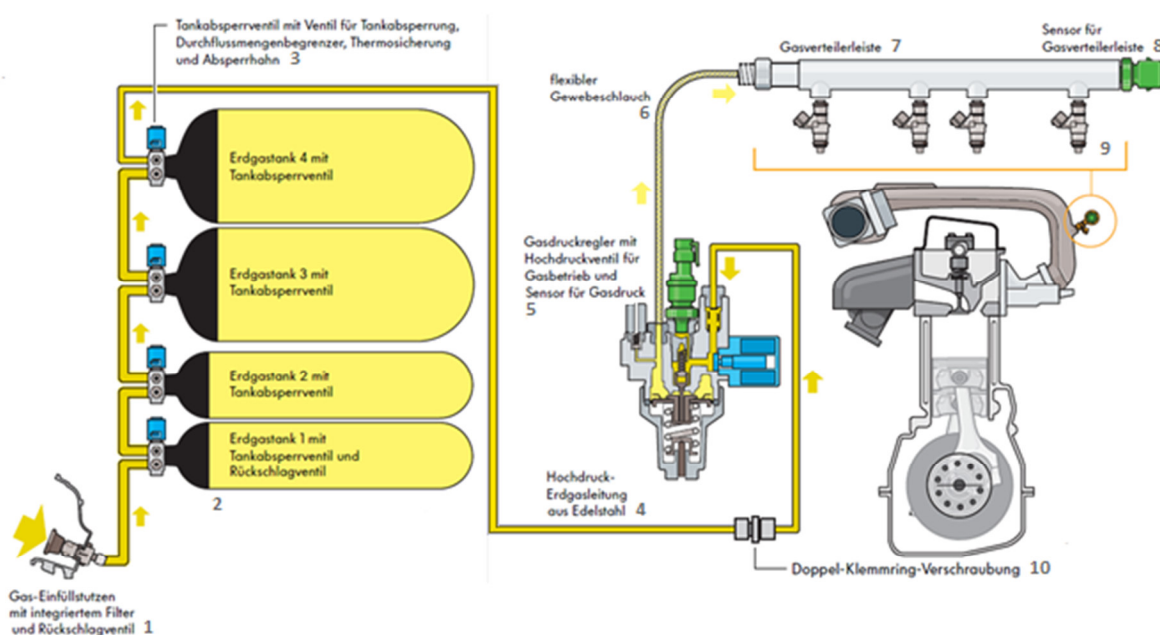 Tankabsperrventil mit Ventil für Tankabsperrung,
Durchflussmengenbegrenzer, Thermosicherung
und Absperrhahn 3
Erdgastank 4 mit
Tankabsperrventil
Erdgastank 3 mit
Tankabsperrventil
Erdgastank 2 mit
Tankabsperrventil
Erdgastank 1 mit
Tankabsperrventil und
Rückschlagventil
2
Gas-Einfüllstutzen
mit integriertem Filter
und Rückschlagventil 1
Gasverteilerleiste 7
Sensor für
Gasverteilerleiste 8
flexibler
Gewebeschlauch
6
9
Gasdruckregler mit
Hochdruckventil für
Gasbetrieb und
Sensor für Gasdruck
5
Hochdruck-
Erdgasleitung
aus Edelstahl 4
Doppel-Klemmring-Verschraubung 10